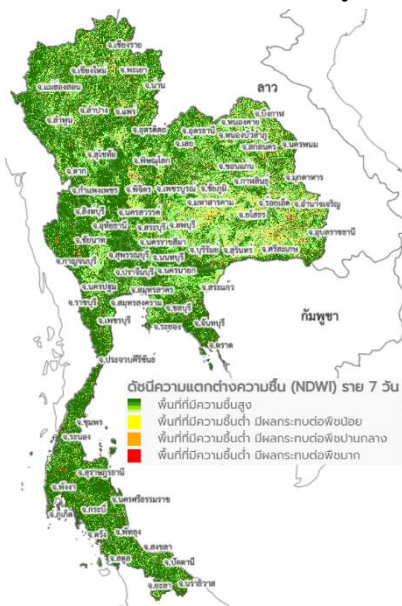 จ.เชียงราย
จ.เชียงใหม่
จ.พะเยา
จ.แม่ฮ่องสอน
จ.น่าน
ลาว
จ.ลำปาง
จ.แพร่
จ.ลำพูน
จ.อุตรดิตถ์
จ.บึงกาฬ
จ.หนองคาย
จ.อุดรธานี
จ.หนองบัวลำภู
จ.เลย
จ.สกลนคร
จ.นครพนม
จ.สุโขทัย
จ.พิษณุโลก
จ.ตาก
จ.ขอนแก่น
จ.กาฬสินธุ์
จ.มุกดาหาร
จ.กำแพงเพชร
จ.พิจิตร
จ.เพชรบูรณ์
จ.ชัยภูมิ
จ.มหาสารคาม
จ.ร้อยเอ็ด
จ.อำนาจเจริญ
จ.สิงห์บุรี
จ.นครสวรรค์
จ.ยโสธร
จ.อุทัยธานี
จ.สระบุรี
จ.ลพบุรี
จ.อุบลราชธานี
จ.ชัยนาท
จ.นครราชสีมา
จ.บุรีรัมย์
จ.สุรินทร์
จ.ศรีสะเกษ
จ.กาญจนบุรี
จ.สุพรรณบุรี
จ.นนทบุรี
จ.ปราจีนบุรี
จ.นครนายก
จ.สระแก้ว
จ.นครปฐม
จ.สมุทรสาคร
จ.ราชบุรี
จ.สมุทรสงคราม
จ.ชลบุรี
กัมพูชา
จ.เพชรบุรี
จ.ระยอง
จ.จันทบุรี
จ.ตราด
จ.ประจวบคีรีขันธ์
ดัชนีความแตกต่างความชื้น (NDWI) ราย 7 วัน
พื้นที่ที่มีความชื้นสูง
พื้นที่ที่มีความชื้นต่ำ มีผลกระทบต่อพืชน้อย
พื้นที่ที่มีความชื้นต่ำ มีผลกระทบต่อพืชปานกลาง
พื้นที่ที่มีความชื้นต่ำ มีผลกระทบต่อพืชมาก
จ.ชุมพร
จ.ระนอง
จ.สุราษฎร์ธานี
จ.พังงา
จ.นครศรีธรรมราช
จ.ภูเก็ต
จ.กระบี่
จ.ตรัง
จ.พัทลุง
จ.สงขลา
จ.สตูล
จ.ปัตตานี
จ.ยะลา
จ.นราธิวาส